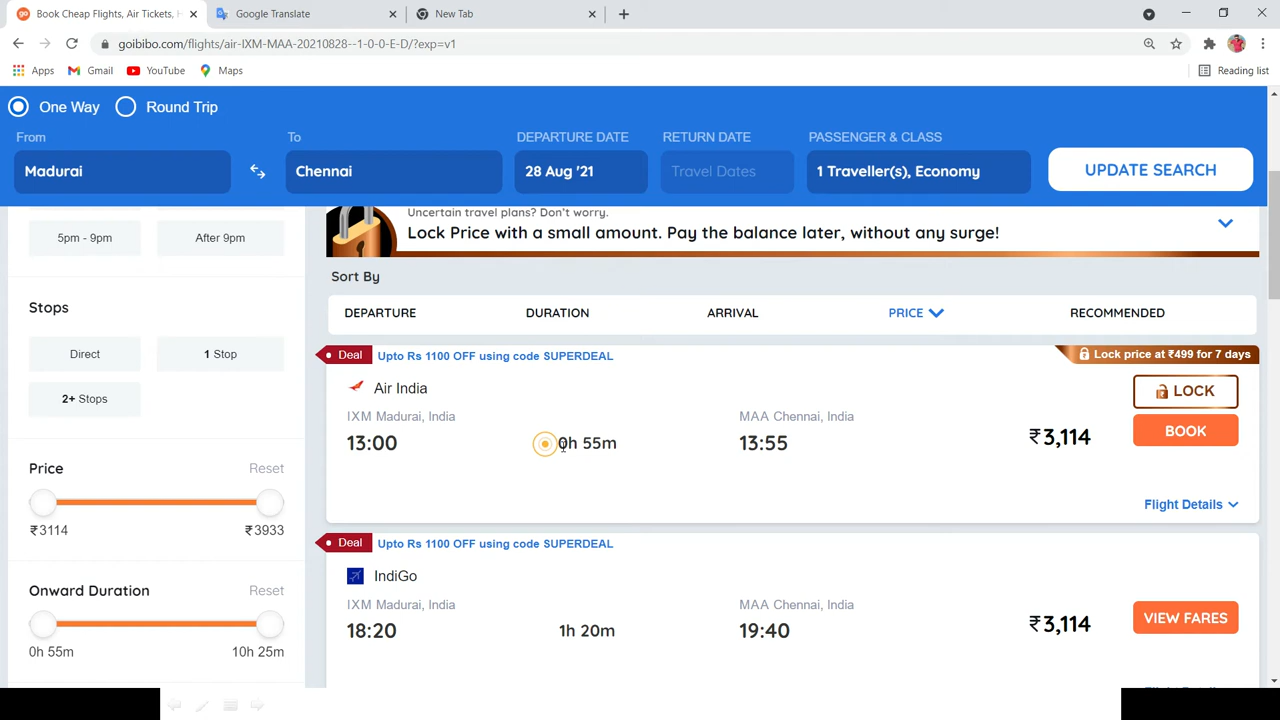 Book Cheap Flights, Air Tickets, H
Google Translate
New Tab
goibibo.com/flights/air-IXM-MAA-20210828--1-0-0-E-D/?exp=v1
Apps
Gmail
YouTube
Maps
Reading list
One Way
Round Trip
From
To
DEPARTURE DATE
RETURN DATE
PASSENGER & CLASS
Madurai
Chennai
28 Aug '21
Travel Dates
1 Traveller(s), Economy
UPDATE SEARCH
5pm - 9pm
After 9pm
Stops
Direct
1 Stop
2+ Stops
Price
Reset
₹3114
₹3933
Onward Duration
Reset
0h 55m
10h 25m
Uncertain travel plans? Don't worry.
Lock Price with a small amount. Pay the balance later, without any surge!
Sort By
DEPARTURE
DURATION
ARRIVAL
PRICE
RECOMMENDED
Deal
Upto Rs 1100 OFF using code SUPERDEAL
Lock price at ₹499 for 7 days
Air India
LOCK
IXM Madurai, India
MAA Chennai, India
13:00
0h 55m
13:55
₹3,114
BOOK
Flight Details
Deal
Upto Rs 1100 OFF using code SUPERDEAL
IndiGo
IXM Madurai, India
MAA Chennai, India
18:20
1h 20m
19:40
₹3,114
VIEW FARES